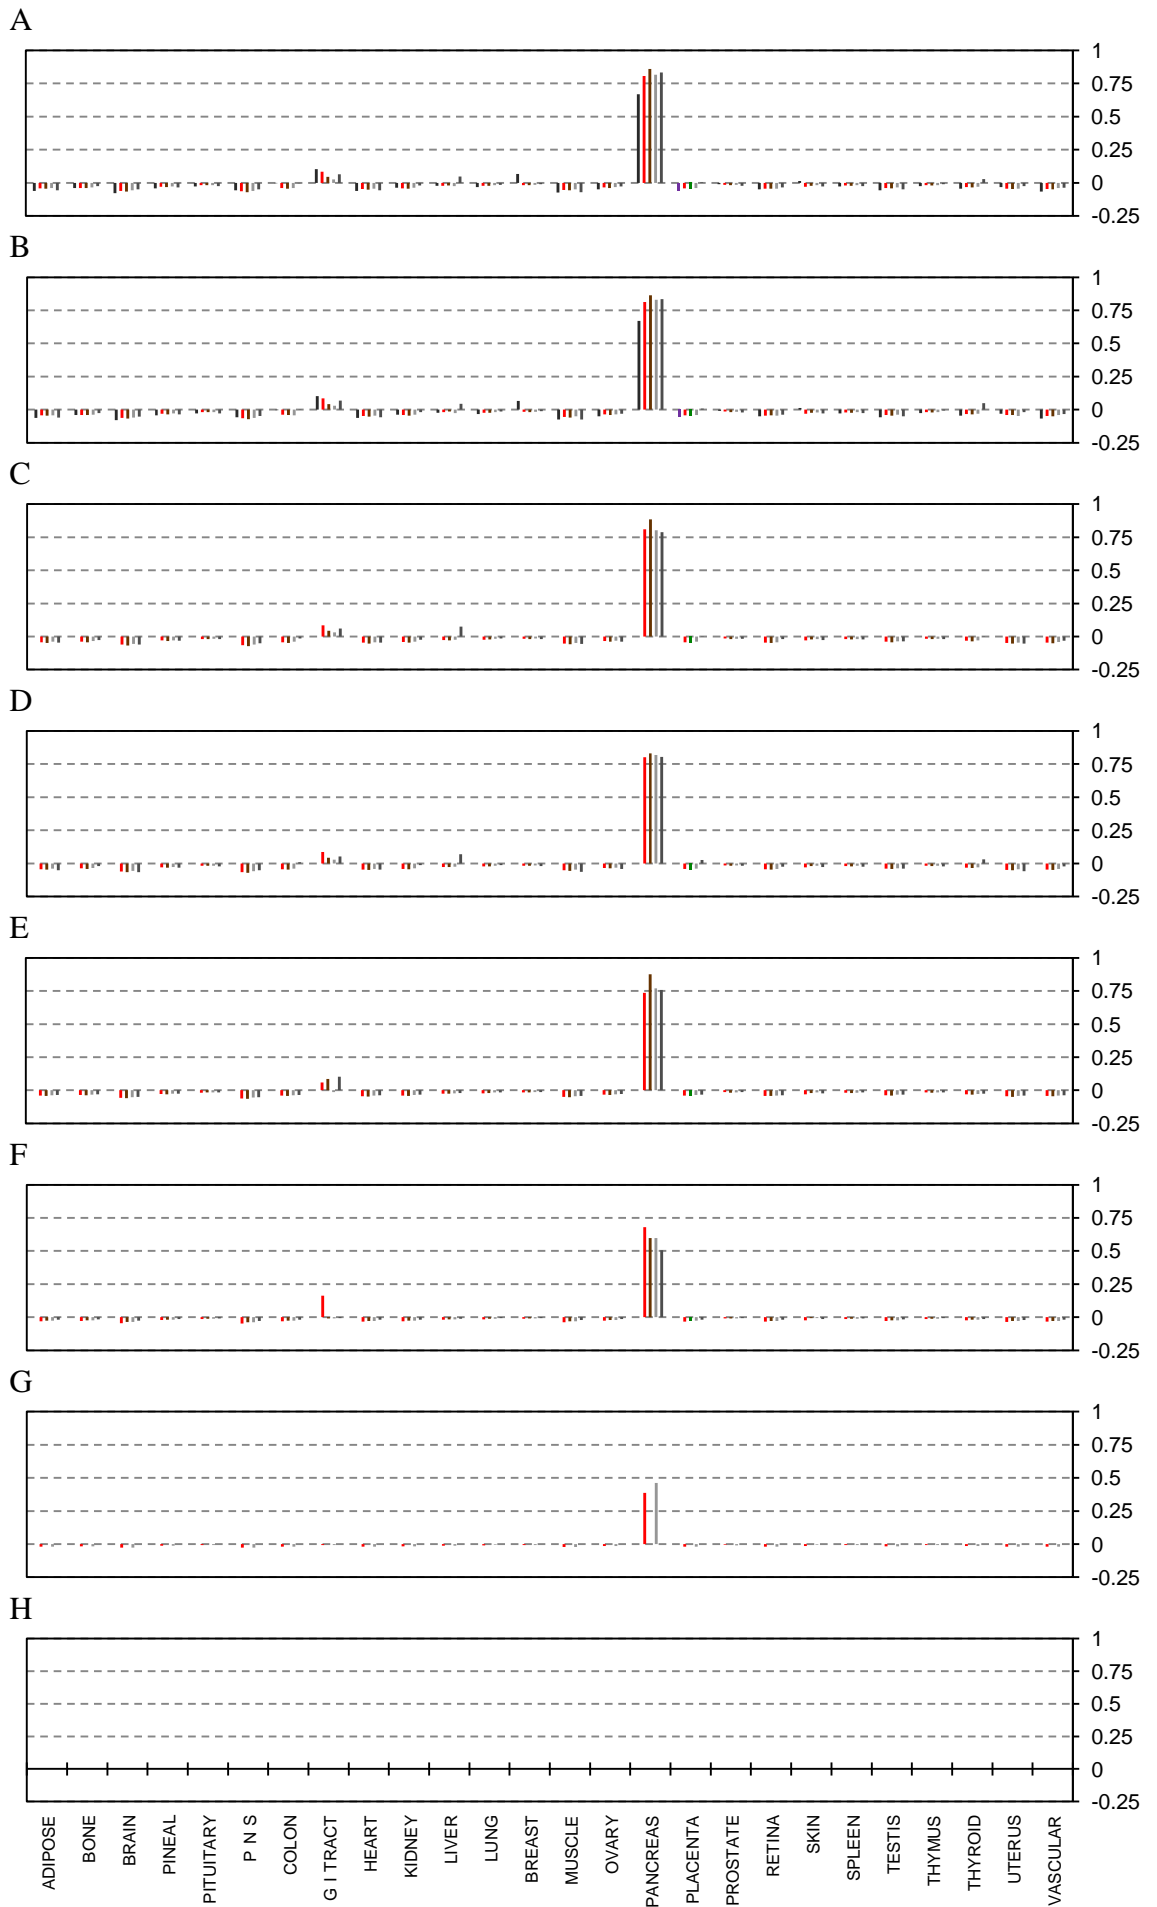 A
1
0.75
0.5
0.25
0
-0.25
B
1
0.75
0.5
0.25
0
-0.25
C
1
0.75
0.5
0.25
0
-0.25
D
1
0.75
0.5
0.25
0
-0.25
E
1
0.75
0.5
0.25
0
-0.25
F
1
0.75
0.5
0.25
0
-0.25
G
1
0.75
0.5
0.25
0
-0.25
H
1
0.75
0.5
0.25
0
-0.25
ADIPOSE
BONE
BRAIN
PINEAL
PITUITARY
P N S
COLON
G I TRACT
HEART
KIDNEY
LIVER
LUNG
BREAST
MUSCLE
OVARY
PANCREAS
PLACENTA
PROSTATE
RETINA
SKIN
SPLEEN
TESTIS
THYMUS
THYROID
UTERUS
VASCULAR